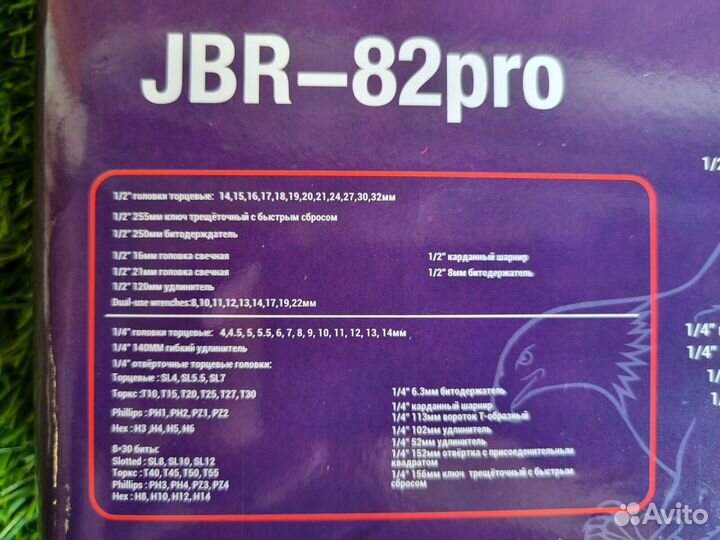 JBR-82pro
1/2" головки торцевые: 14,15,16,17,18,19,20,21,24,27,30,32мм
1/2" 255мм ключ трещёточный с быстрым сбросом
1/2" 250мм битодерждатель
1/2" 16мм головка свечная
1/2" 21мм головка свечная
1/2" 120мм удлинитель
Dual-use wrenches:8,10,11,12,13,14,17,19,22мм
1/2" карданный шарнир
1/2" 8мм битодержатель
1/4" головки торцевые: 4,4.5, 5, 5.5, 6, 7, 8, 9, 10, 11, 12, 13, 14мм
1/4" 140ММ гибкий удлинитель
1/4" отвёрточные торцевые головки:
Торцевые : SL4, SL5.5, SL7
Торкс : T10, T15, T20, T25, T27, T30
Phillips : PH1, PH2, PZ1, PZ2
Hex : H3 ,H4, H5, H6
8*30 биты:
Slotted : SL8, SL10, SL12
Торкс : T40, T45, T50, T55
Phillips : PH3, PH4, PZ3, PZ4
Hex : H8, H10, H12, H14
1/4" 6.3мм битодержатель
1/4" карданный шарнир
1/4" 113мм вороток Т-образный
1/4" 102мм удлинитель
1/4" 52мм удлинитель
1/4" 152мм отвёртка с присоеденительным
квадратом
1/4" 156мм ключ трещёточный с быстрым
сбросом
1/4"
1/4"
Avito